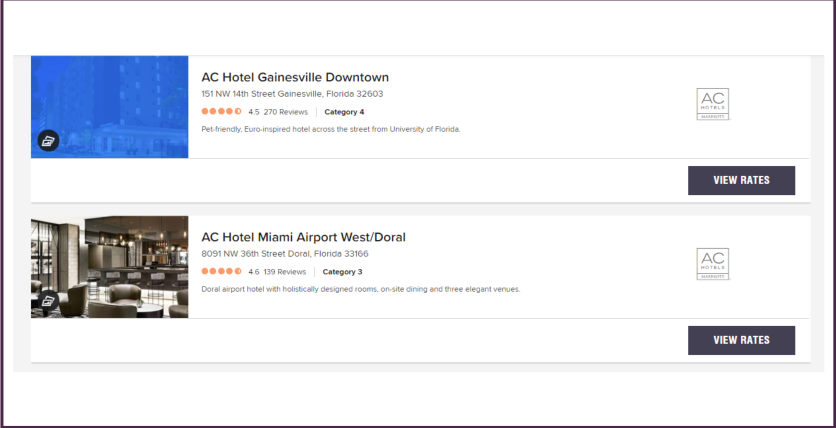 AC Hotel Gainesville Downtown
151 NW 14th Street Gainesville, Florida 32603
4.5 270 Reviews Category 4
Pet-friendly, Euro-inspired hotel across the street from University of Florida.
AC
HOTELS
MARRIOTT
VIEW RATES
AC Hotel Miami Airport West/Doral
8091 NW 36th Street Doral, Florida 33166
4.6 139 Reviews Category 3
Doral airport hotel with holistically designed rooms, on-site dining and three elegant venues.
AC
HOTELS
MARRIOTT
VIEW RATES